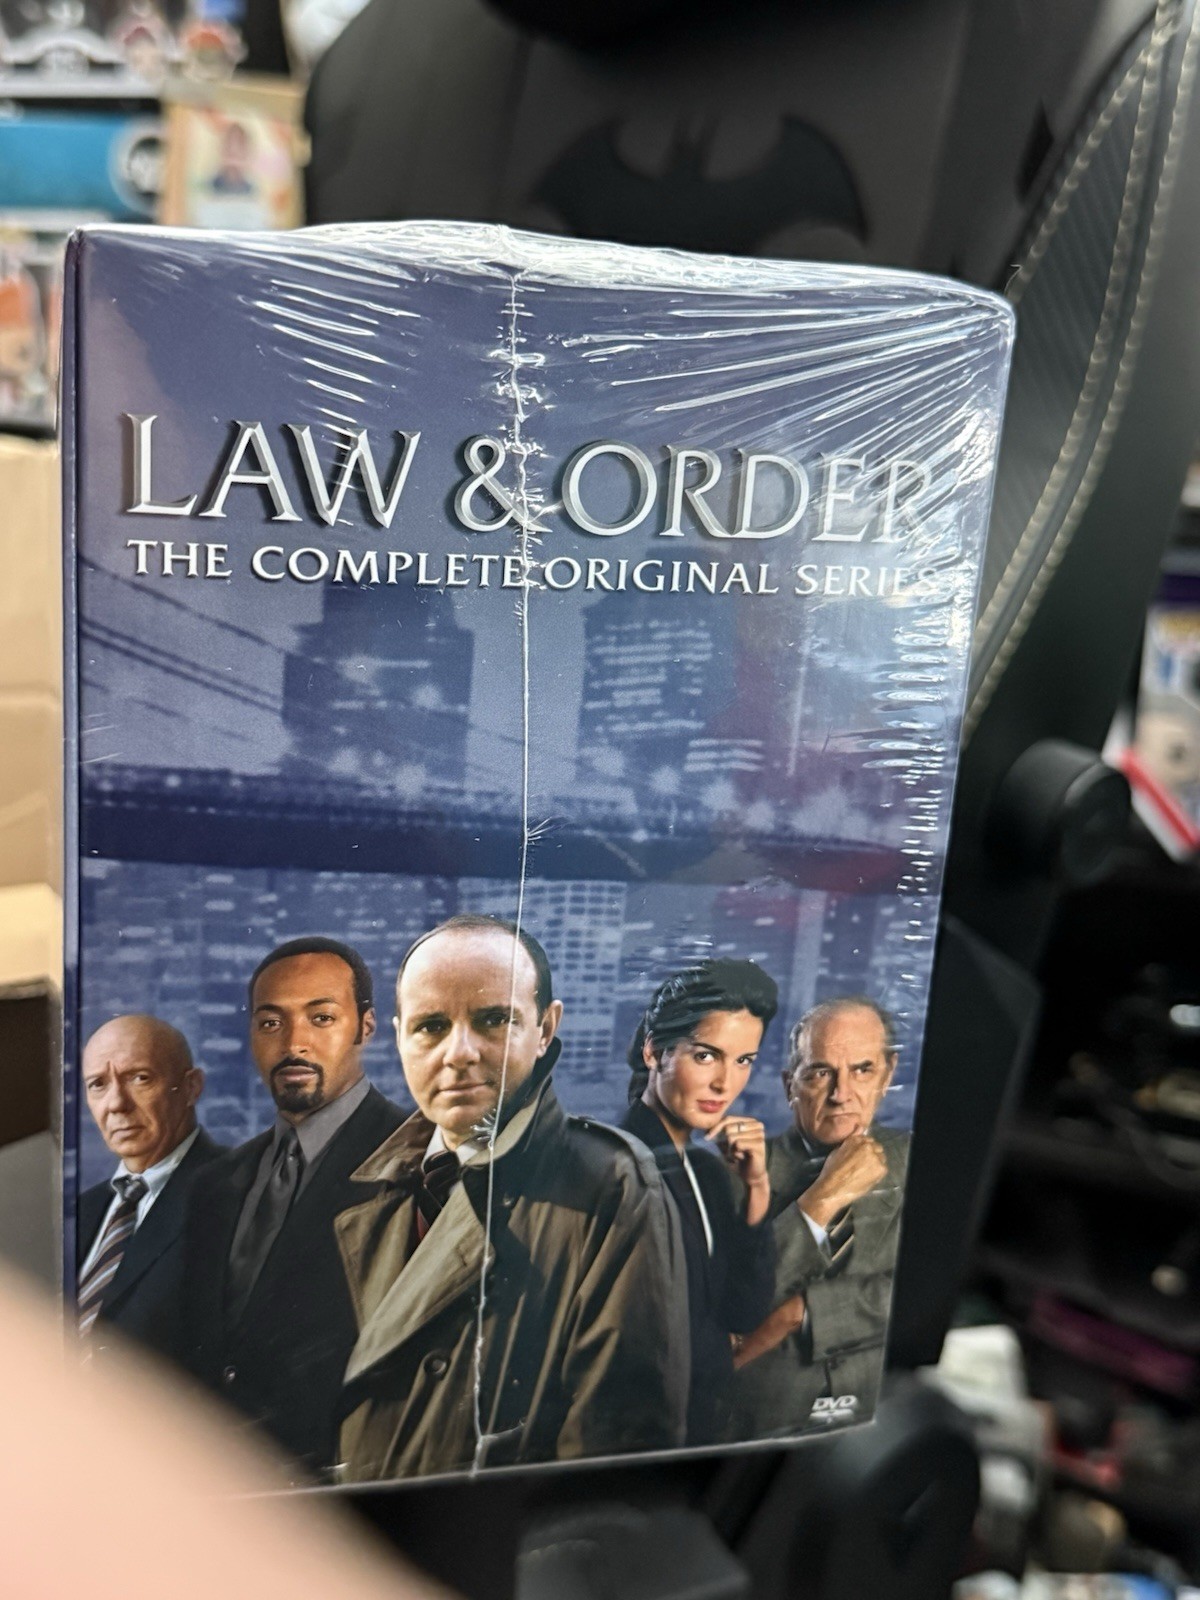 LAW & ORDER
THE COMPLETE ORIGINAL SERIES
DVD